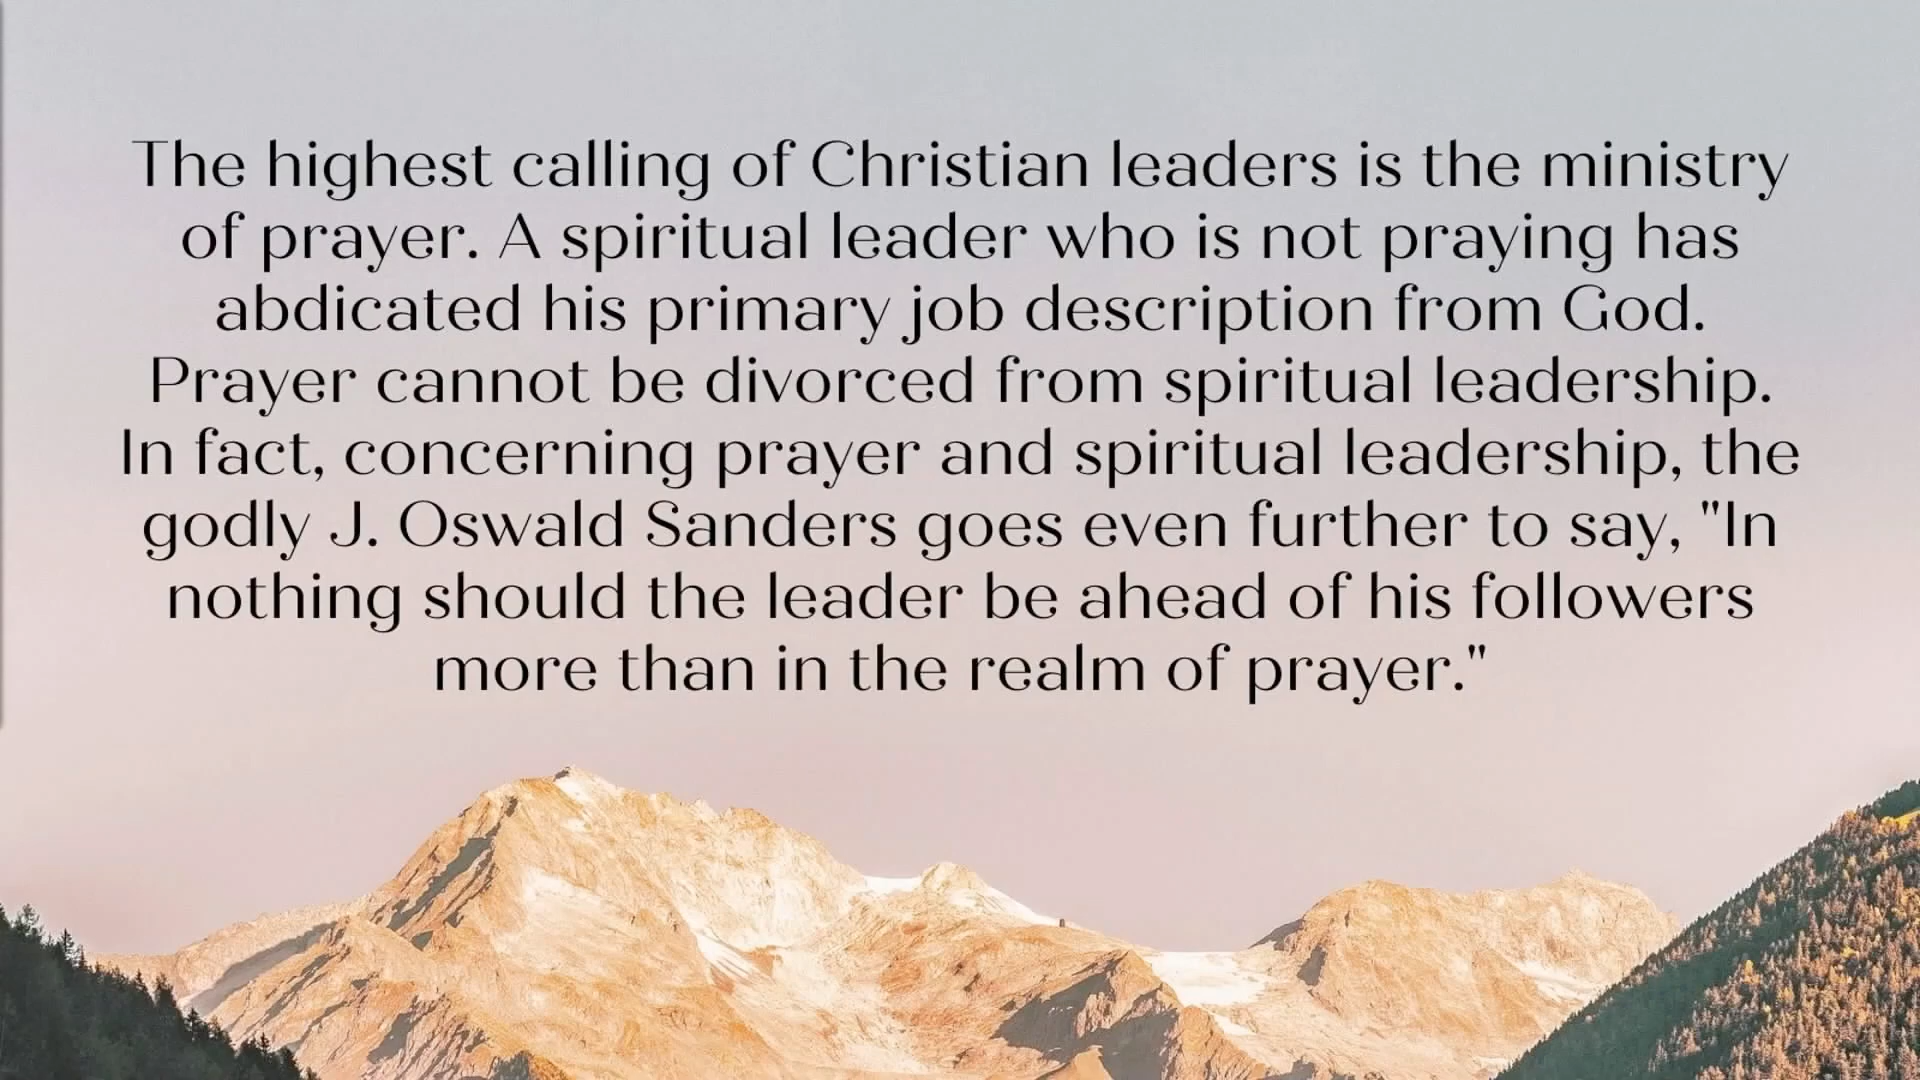 The highest calling of Christian leaders is the ministry
of prayer. A spiritual leader who is not praying has
abdicated his primary job description from God.
Prayer cannot be divorced from spiritual leadership.
In fact, concerning prayer and spiritual leadership, the
godly J. Oswald Sanders goes even further to say, "In
nothing should the leader be ahead of his followers
more than in the realm of prayer."